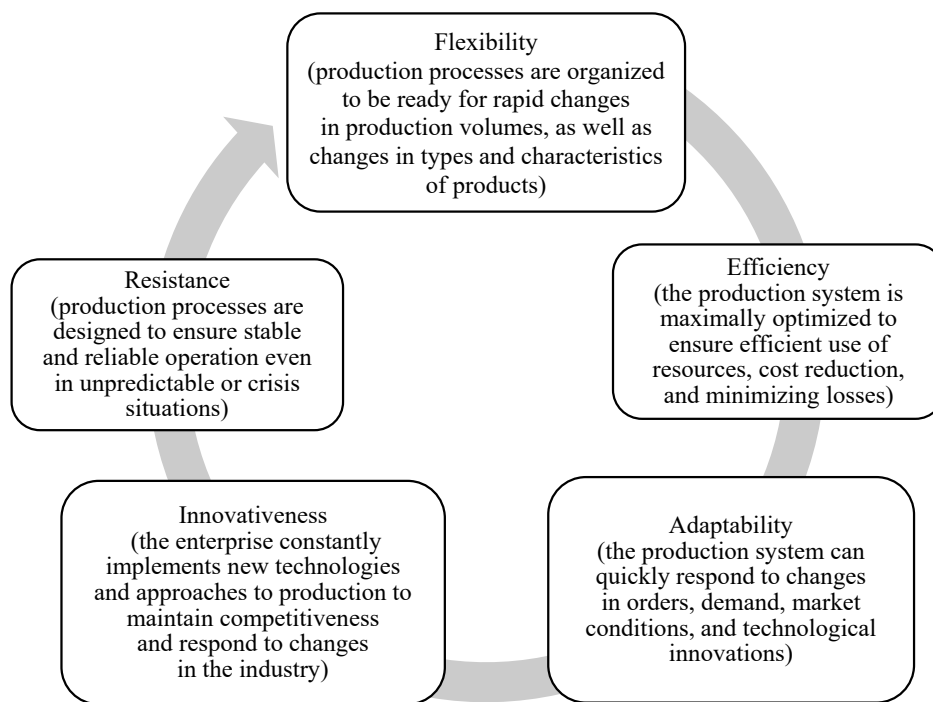 Flexibility
(production processes are organized
to be ready for rapid changes
in production volumes, as well as
changes in types and characteristics
of products)
Efficiency
(the production system is
maximally optimized to
ensure efficient use of
resources, cost reduction,
and minimizing losses)
Adaptability
(the production system can
quickly respond to changes
in orders, demand, market
conditions, and technological
innovations)
Innovativeness
(the enterprise constantly
implements new technologies
and approaches to production to
maintain competitiveness
and respond to changes
in the industry)
Resistance
(production processes are
designed to ensure stable
and reliable operation even
in unpredictable or crisis
situations)